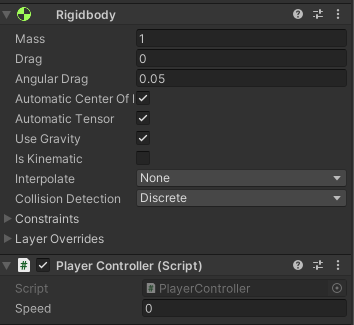 Rigidbody
Mass 1
Drag 0
Angular Drag 0.05
Automatic Center Of
Automatic Tensor
Use Gravity
Is Kinematic
Interpolate None
Collision Detection Discrete
Constraints
Layer Overrides
# Player Controller (Script)
Script # PlayerController
Speed 0